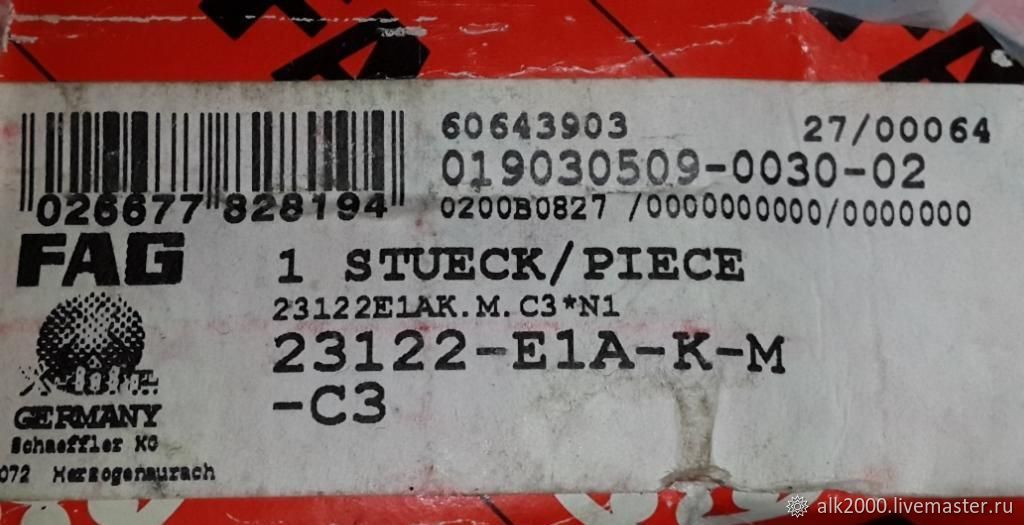 60643903 27/00064
019030509-0030-02
026677 828194
0200B0827 /0000000000/0000000
FAG
1 STUECK/PIECE
23122E1AK.M.C3*N1
23122-E1A-K-M
-C3
X-life
GERMANY
Schaeffler KG
072 Herzogenaurach
alk2000.livemaster.ru